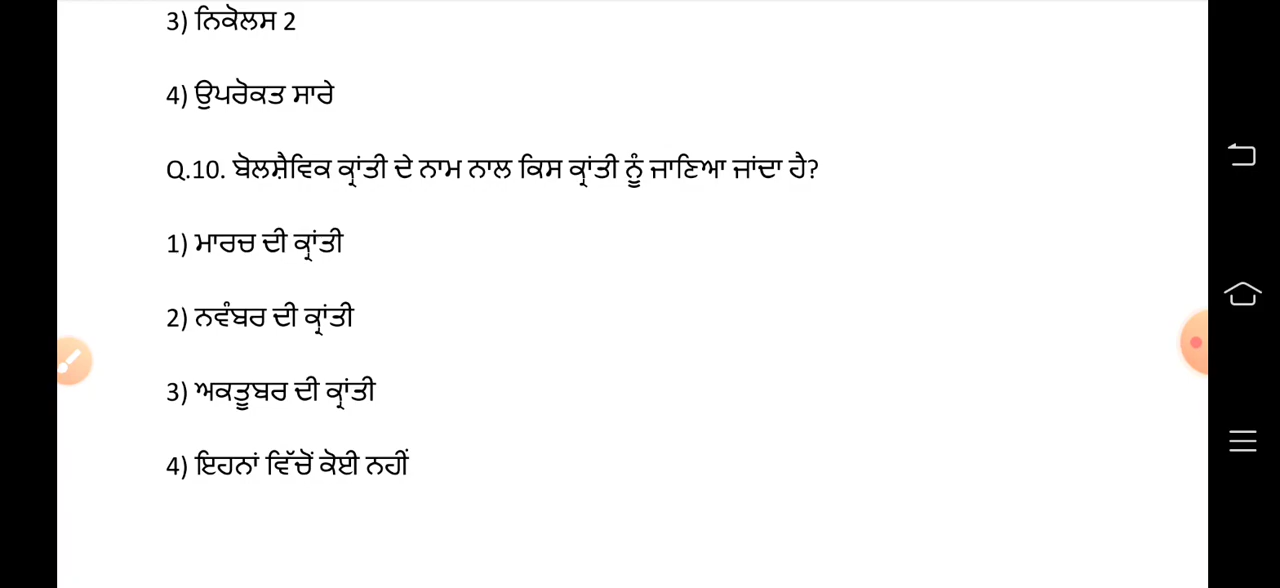 3) ਨਿਕੋਲਸ 2
4) ਉਪਰੋਕਤ ਸਾਰੇ
Q.10. ਬੋਲਸ਼ੈਵਿਕ ਕ੍ਰਾਂਤੀ ਦੇ ਨਾਮ ਨਾਲ ਕਿਸ ਕ੍ਰਾਂਤੀ ਨੂੰ ਜਾਣਿਆ ਜਾਂਦਾ ਹੈ?
1) ਮਾਰਚ ਦੀ ਕ੍ਰਾਂਤੀ
2) ਨਵੰਬਰ ਦੀ ਕ੍ਰਾਂਤੀ
3) ਅਕਤੂਬਰ ਦੀ ਕ੍ਰਾਂਤੀ
4) ਇਹਨਾਂ ਵਿੱਚੋਂ ਕੋਈ ਨਹੀਂ